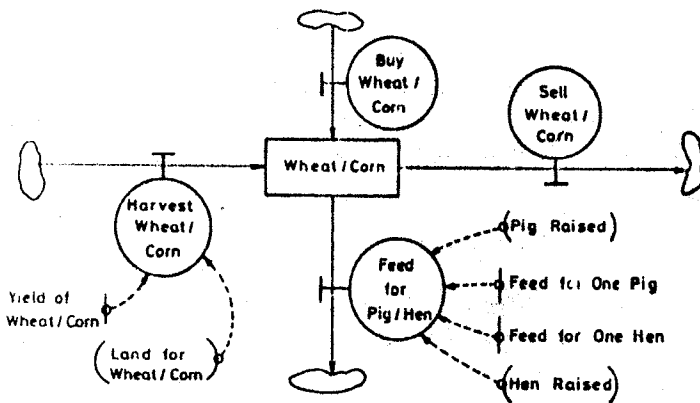 Buy
Wheat/
Corn
Sell
Wheat/
Corn
Wheat/Corn
Harvest
Wheat/
Corn
(Pig Raised)
Feed
for
Pig/Hen
Feed for One Pig
Yield of
Wheat/Corn
Feed for One Hen
(Land for
Wheat/Corn)
(Hen Raised)